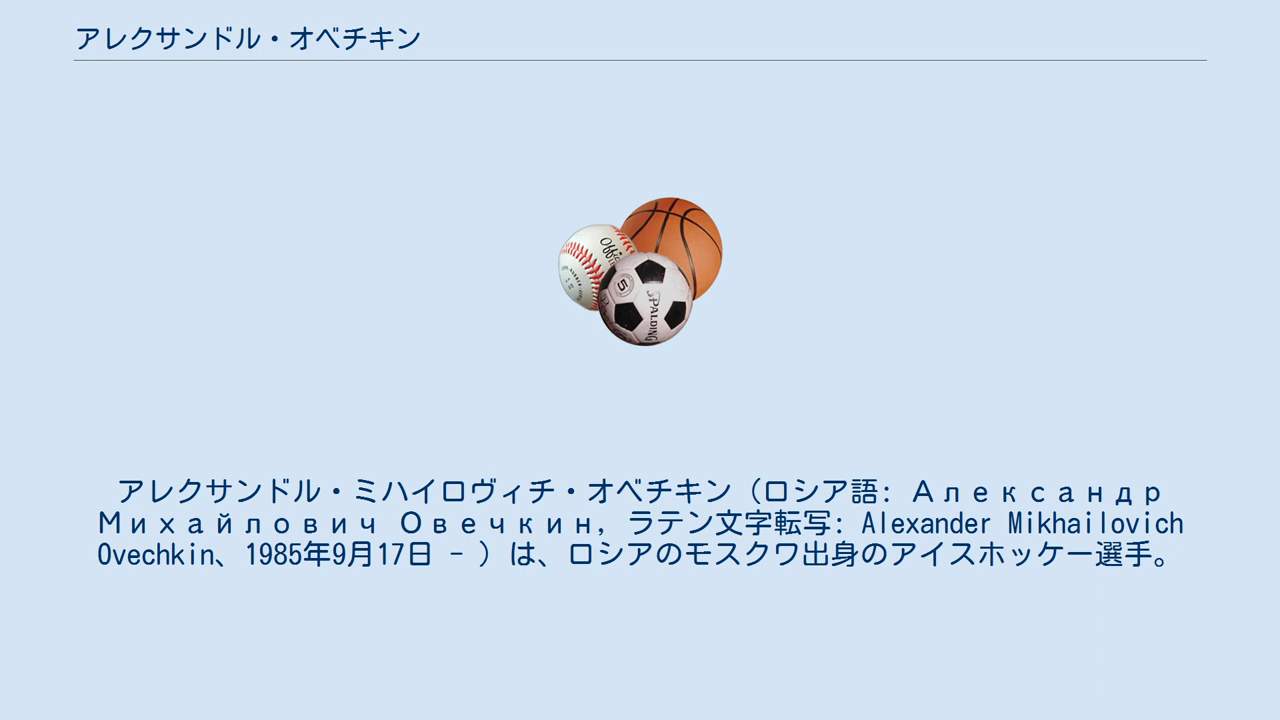 アレクサンドル・オベチキン
Offic
5
SPALDING
アレクサンドル・ミハイロヴィチ・オベチキン（ロシア語: Александр
Михайлович Овечкин, ラテン文字転写: Alexander Mikhailovich
Ovechkin、1985年9月17日 - ）は、ロシアのモスクワ出身のアイスホッケー選手。